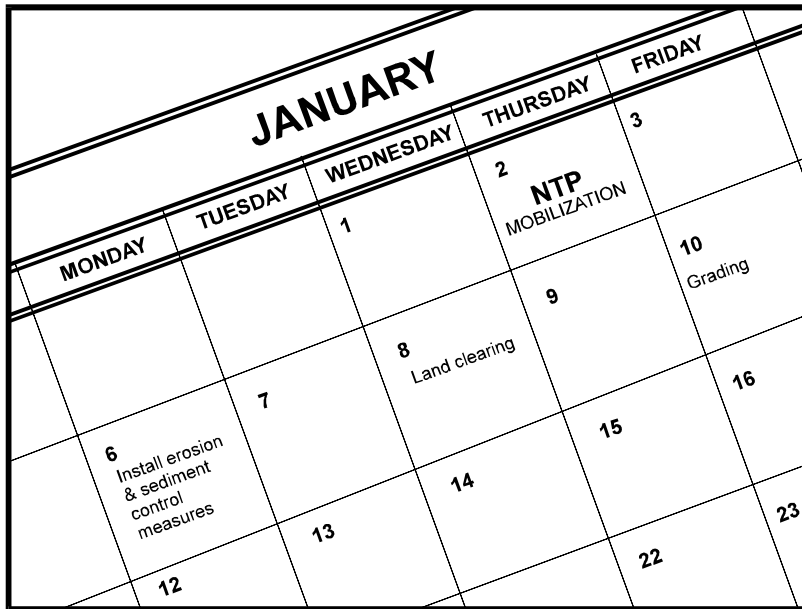 JANUARY
MONDAY TUESDAY WEDNESDAY THURSDAY FRIDAY
1 2 3
NTP
MOBILIZATION
6 7 8 9 10
Install erosion
& sediment
control
measures
Land clearing
Grading
12 13 14 15 16
22 23